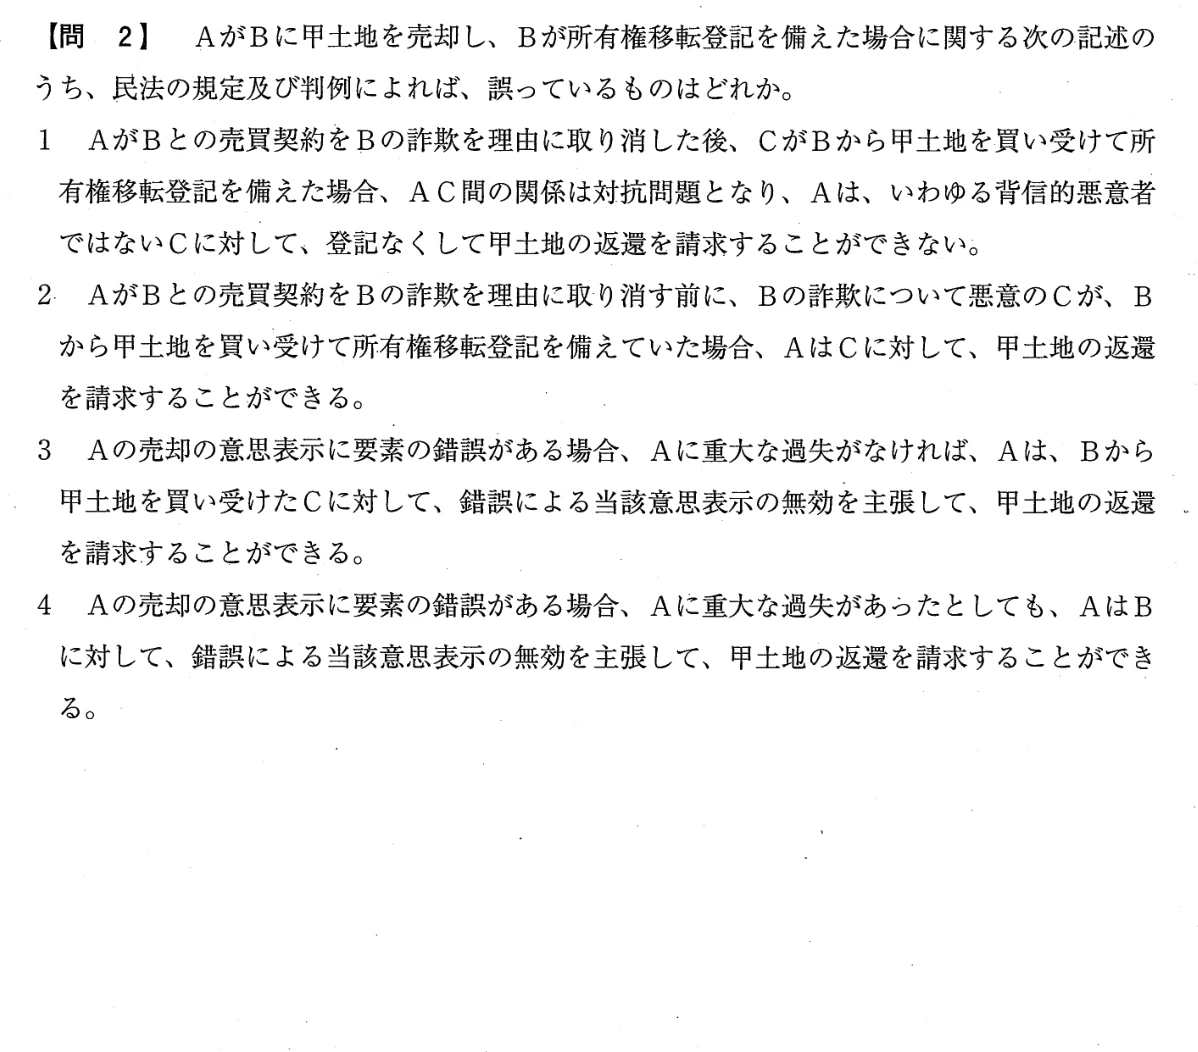 【問　2】　ＡがＢに甲土地を売却し、Ｂが所有権移転登記を備えた場合に関する次の記述の
うち、民法の規定及び判例によれば、誤っているものはどれか。
1　ＡがＢとの売買契約をＢの詐欺を理由に取り消した後、ＣがＢから甲土地を買い受けて所
有権移転登記を備えた場合、ＡＣ間の関係は対抗問題となり、Ａは、いわゆる背信的悪意者
ではないＣに対して、登記なくして甲土地の返還を請求することができない。
2　ＡがＢとの売買契約をＢの詐欺を理由に取り消す前に、Ｂの詐欺について悪意のＣが、Ｂ
から甲土地を買い受けて所有権移転登記を備えていた場合、ＡはＣに対して、甲土地の返還
を請求することができる。
3　Ａの売却の意思表示に要素の錯誤がある場合、Ａに重大な過失がなければ、Ａは、Ｂから
甲土地を買い受けたＣに対して、錯誤による当該意思表示の無効を主張して、甲土地の返還
を請求することができる。
4　Ａの売却の意思表示に要素の錯誤がある場合、Ａに重大な過失があったとしても、ＡはＢ
に対して、錯誤による当該意思表示の無効を主張して、甲土地の返還を請求することができ
る。